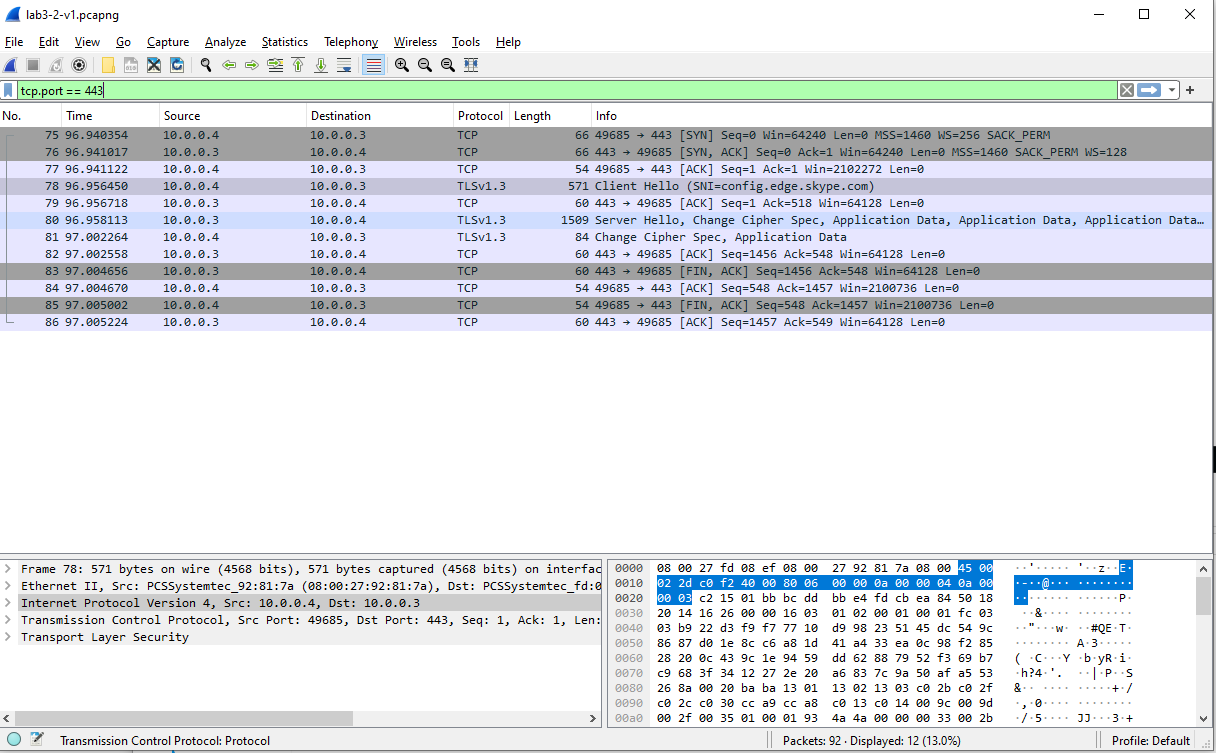 lab3-2-v1.pcapng
File Edit View Go Capture Analyze Statistics Telephony Wireless Tools Help
tcp.port == 443
No. Time Source Destination Protocol Length Info
75 96.940354 10.0.0.4 10.0.0.3 TCP 66 49685 → 443 [SYN] Seq=0 Win=64240 Len=0 MSS=1460 WS=256 SACK_PERM
76 96.941017 10.0.0.3 10.0.0.4 TCP 66 443 → 49685 [SYN, ACK] Seq=0 Ack=1 Win=64240 Len=0 MSS=1460 SACK_PERM WS=128
77 96.941122 10.0.0.4 10.0.0.3 TCP 54 49685 → 443 [ACK] Seq=1 Ack=1 Win=2102272 Len=0
78 96.956450 10.0.0.4 10.0.0.3 TLSv1.3 571 Client Hello (SNI=config.edge.skype.com)
79 96.956718 10.0.0.3 10.0.0.4 TCP 60 443 → 49685 [ACK] Seq=1 Ack=518 Win=64128 Len=0
80 96.958113 10.0.0.3 10.0.0.4 TLSv1.3 1509 Server Hello, Change Cipher Spec, Application Data, Application Data, Application Data…
81 97.002264 10.0.0.4 10.0.0.3 TLSv1.3 84 Change Cipher Spec, Application Data
82 97.002558 10.0.0.3 10.0.0.4 TCP 60 443 → 49685 [ACK] Seq=1456 Ack=548 Win=64128 Len=0
83 97.004656 10.0.0.3 10.0.0.4 TCP 60 443 → 49685 [FIN, ACK] Seq=1456 Ack=548 Win=64128 Len=0
84 97.004670 10.0.0.4 10.0.0.3 TCP 54 49685 → 443 [ACK] Seq=548 Ack=1457 Win=2100736 Len=0
85 97.005002 10.0.0.4 10.0.0.3 TCP 54 49685 → 443 [FIN, ACK] Seq=548 Ack=1457 Win=2100736 Len=0
86 97.005224 10.0.0.3 10.0.0.4 TCP 60 443 → 49685 [ACK] Seq=1457 Ack=549 Win=64128 Len=0
Frame 78: 571 bytes on wire (4568 bits), 571 bytes captured (4568 bits) on interfac
Ethernet II, Src: PCSSystemtec_92:81:7a (08:00:27:92:81:7a), Dst: PCSSystemtec_fd:0
Internet Protocol Version 4, Src: 10.0.0.4, Dst: 10.0.0.3
Transmission Control Protocol, Src Port: 49685, Dst Port: 443, Seq: 1, Ack: 1, Len:
Transport Layer Security
0000 08 00 27 fd 08 ef 08 00 27 92 81 7a 08 00 45 00 ··'····· '··z··E·
0010 02 2d c0 f2 40 00 80 06 00 00 0a 00 00 04 0a 00 ·-··@··· ········
0020 00 03 c2 15 01 bb bc dd bb e4 fd cb ea 84 50 18 ········ ······P·
0030 20 14 16 26 00 00 16 03 01 02 00 01 00 01 fc 03 ··&···· ········
0040 03 b9 22 d3 f9 f7 77 10 d9 98 23 51 45 dc 54 9c ··"···w· ··#QE·T·
0050 86 87 d0 1e 8c c6 a8 1d 41 a4 33 ea 0c 98 f2 85 ········ A·3·····
0060 28 20 0c 43 9c 1e 94 59 dd 62 88 79 52 f3 69 b7 ( ·C···Y ·b·yR·i·
0070 c9 68 3f 34 12 27 2e 20 a6 83 7c 9a 50 af a5 53 ·h?4·'. ··|·P··S
0080 26 8a 00 20 ba ba 13 01 13 02 13 03 c0 2b c0 2f &·· ···· ·····+·/
0090 c0 2c c0 30 cc a9 cc a8 c0 13 c0 14 00 9c 00 9d ·,·0···· ········
00a0 00 2f 00 35 01 00 01 93 4a 4a 00 00 00 33 00 2b ·/·5···· JJ···3·+
Transmission Control Protocol: Protocol
Packets: 92 · Displayed: 12 (13.0%)
Profile: Default